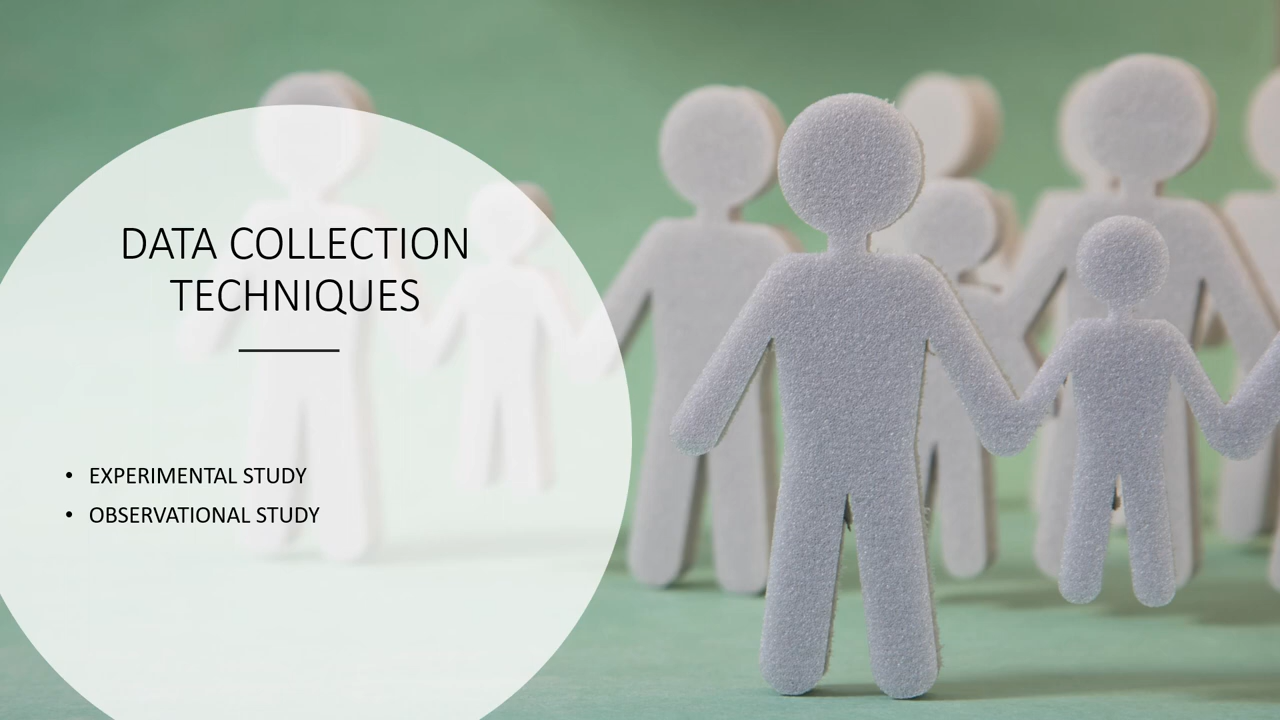 DATA COLLECTION
TECHNIQUES
• EXPERIMENTAL STUDY
• OBSERVATIONAL STUDY